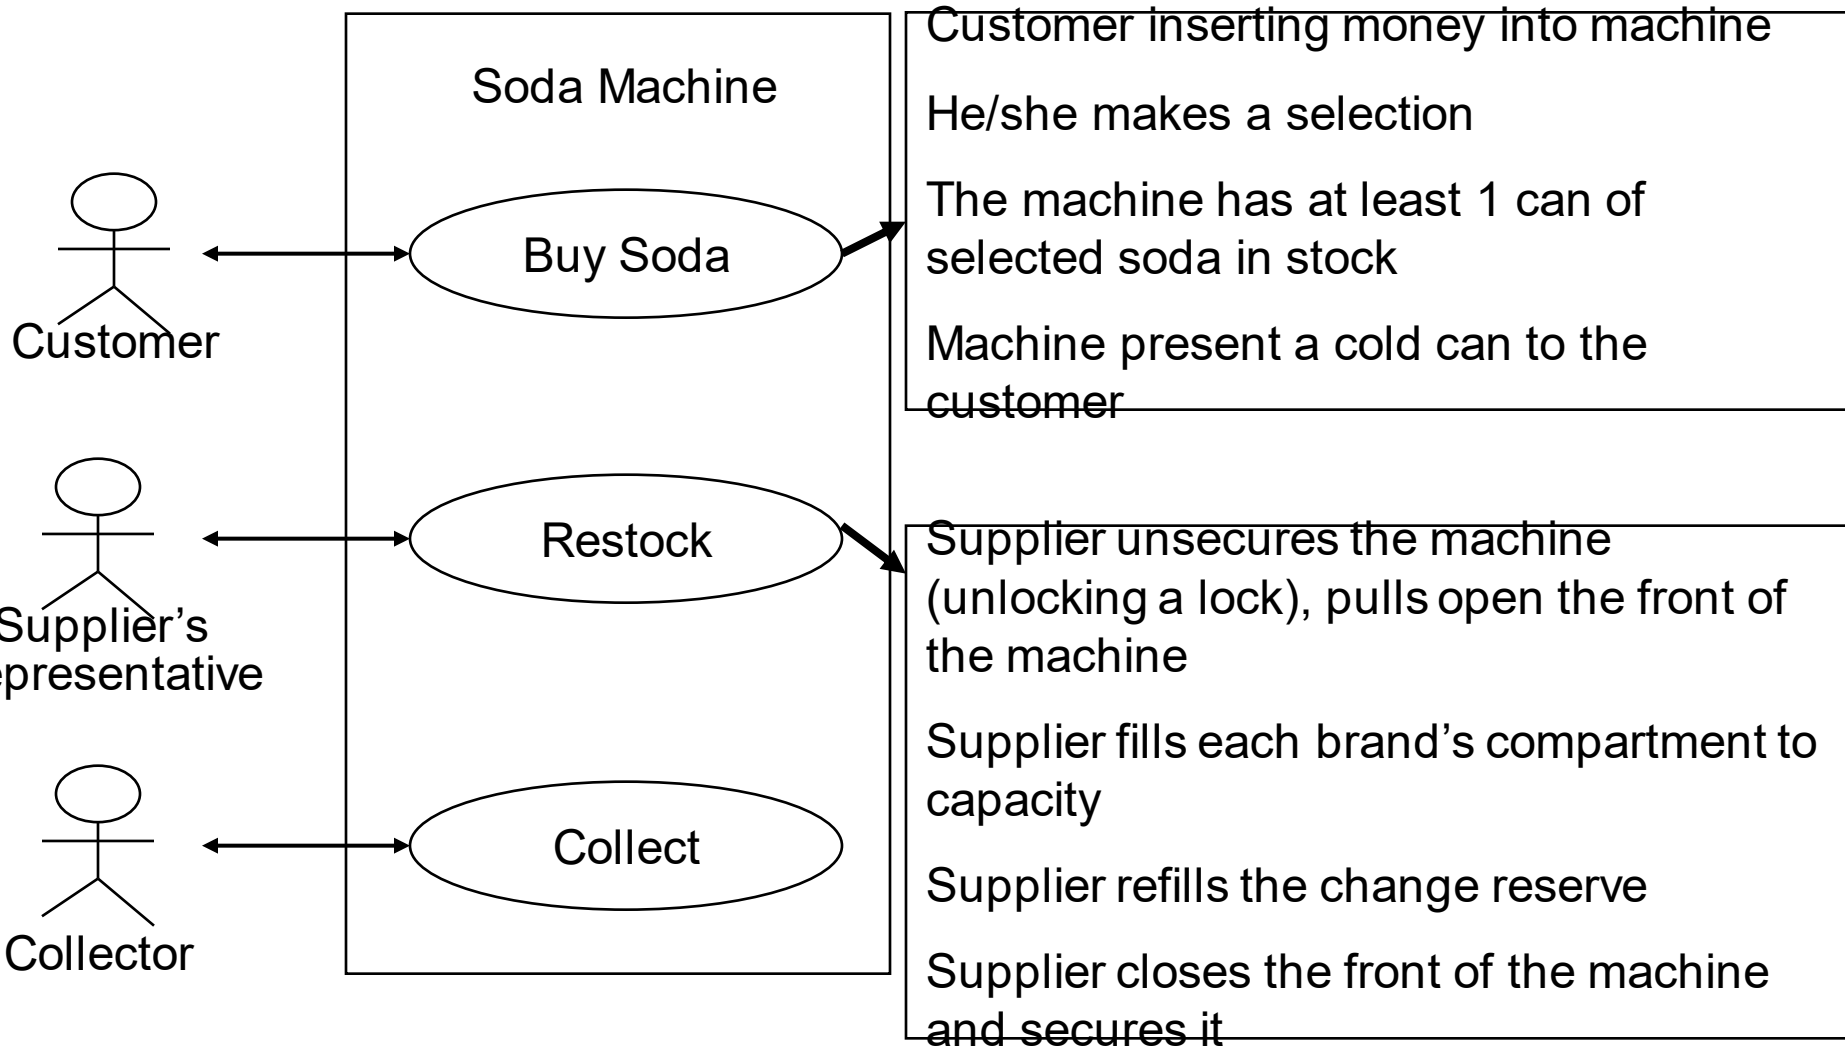 Soda Machine
Buy Soda
Restock
Collect
Customer
Supplier’s
epresentative
Collector
Customer inserting money into machine
He/she makes a selection
The machine has at least 1 can of
selected soda in stock
Machine present a cold can to the
customer
Supplier unsecures the machine
(unlocking a lock), pulls open the front of
the machine
Supplier fills each brand’s compartment to
capacity
Supplier refills the change reserve
Supplier closes the front of the machine
and secures it